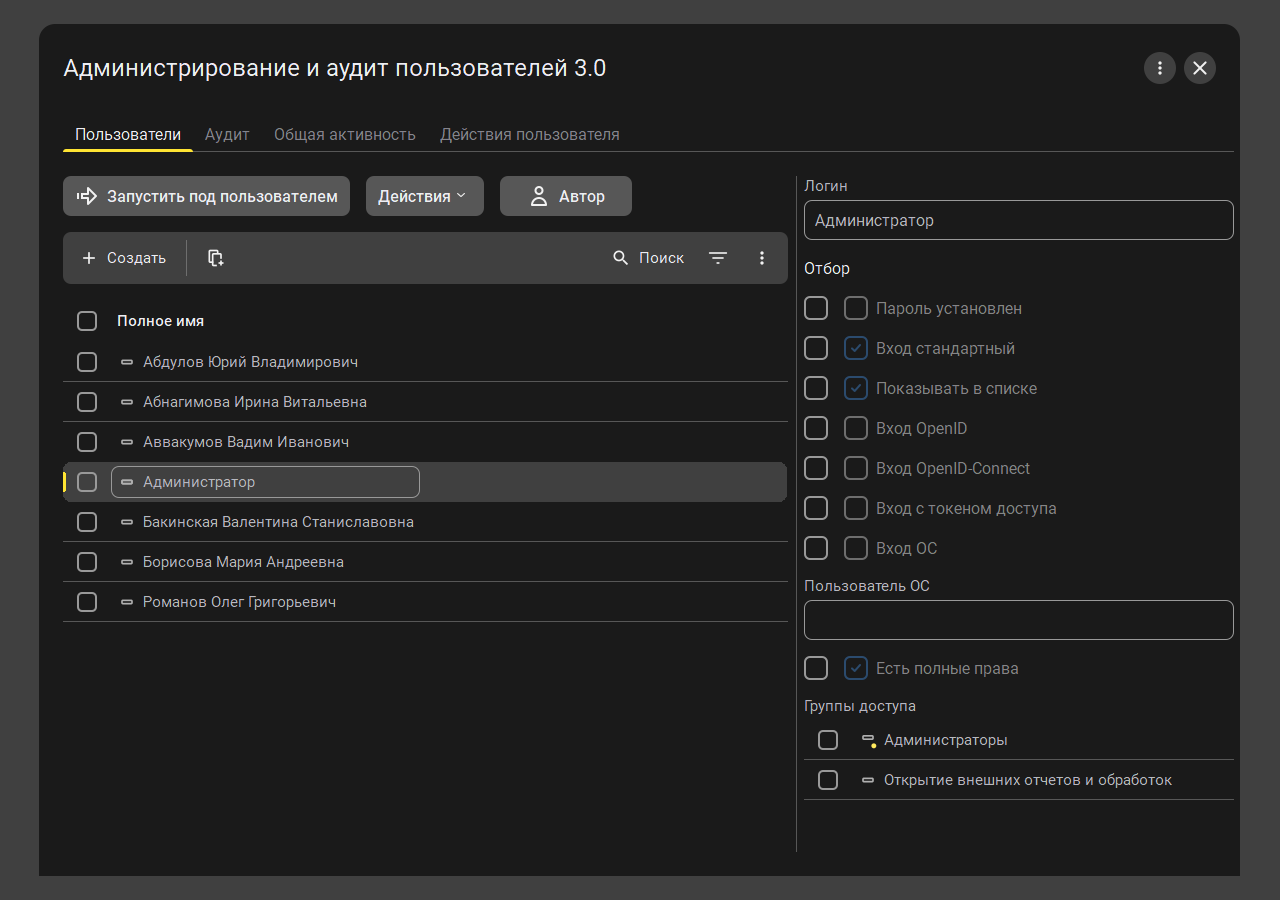 Администрирование и аудит пользователей 3.0
Пользователи Аудит Общая активность Действия пользователя
Запустить под пользователем Действия Автор
Создать Поиск
Полное имя
Абдулов Юрий Владимирович
Абнагимова Ирина Витальевна
Аввакумов Вадим Иванович
Администратор
Бакинская Валентина Станиславовна
Борисова Мария Андреевна
Романов Олег Григорьевич
Логин
Администратор
Отбор
Пароль установлен
Вход стандартный
Показывать в списке
Вход OpenID
Вход OpenID-Connect
Вход с токеном доступа
Вход ОС
Пользователь ОС
Есть полные права
Группы доступа
Администраторы
Открытие внешних отчетов и обработок